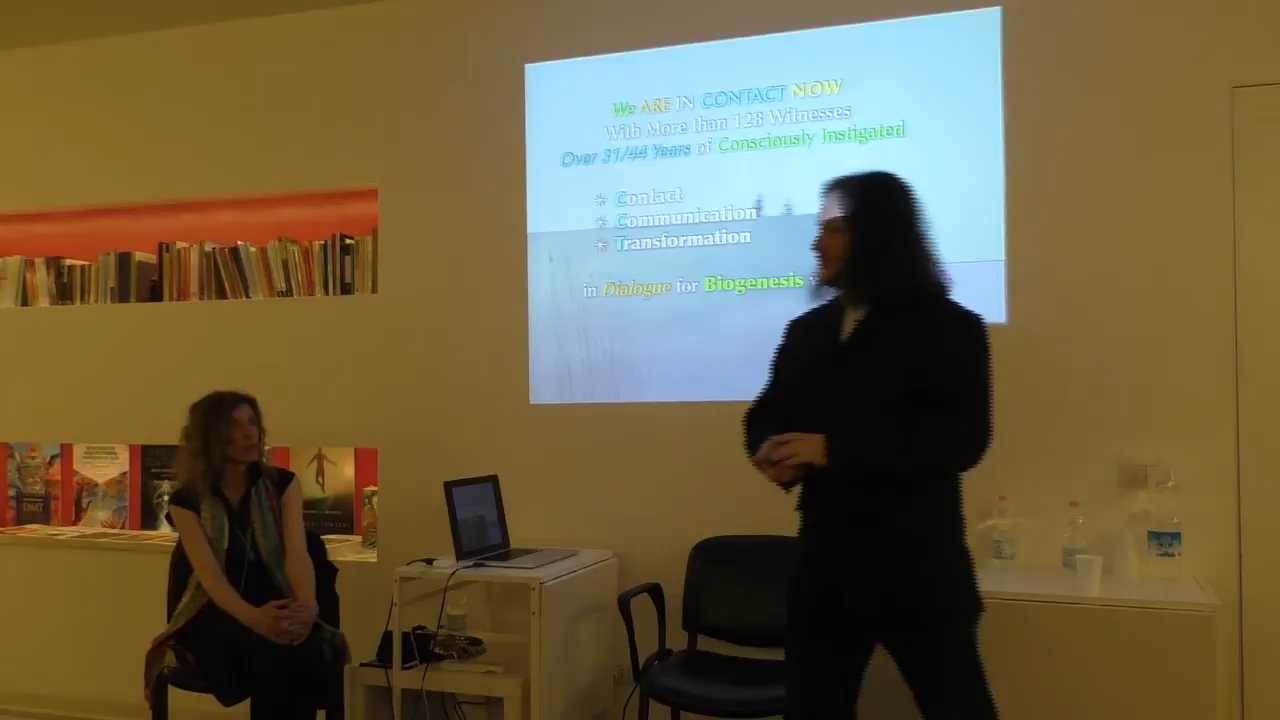 We ARE IN CONTACT NOW
With More than 128 Witnesses
Over 31/44 Years of Consciously Instigated
✳ Contact
✳ Communication
✳ Transformation
in Dialogue for Biogenesis
DMT